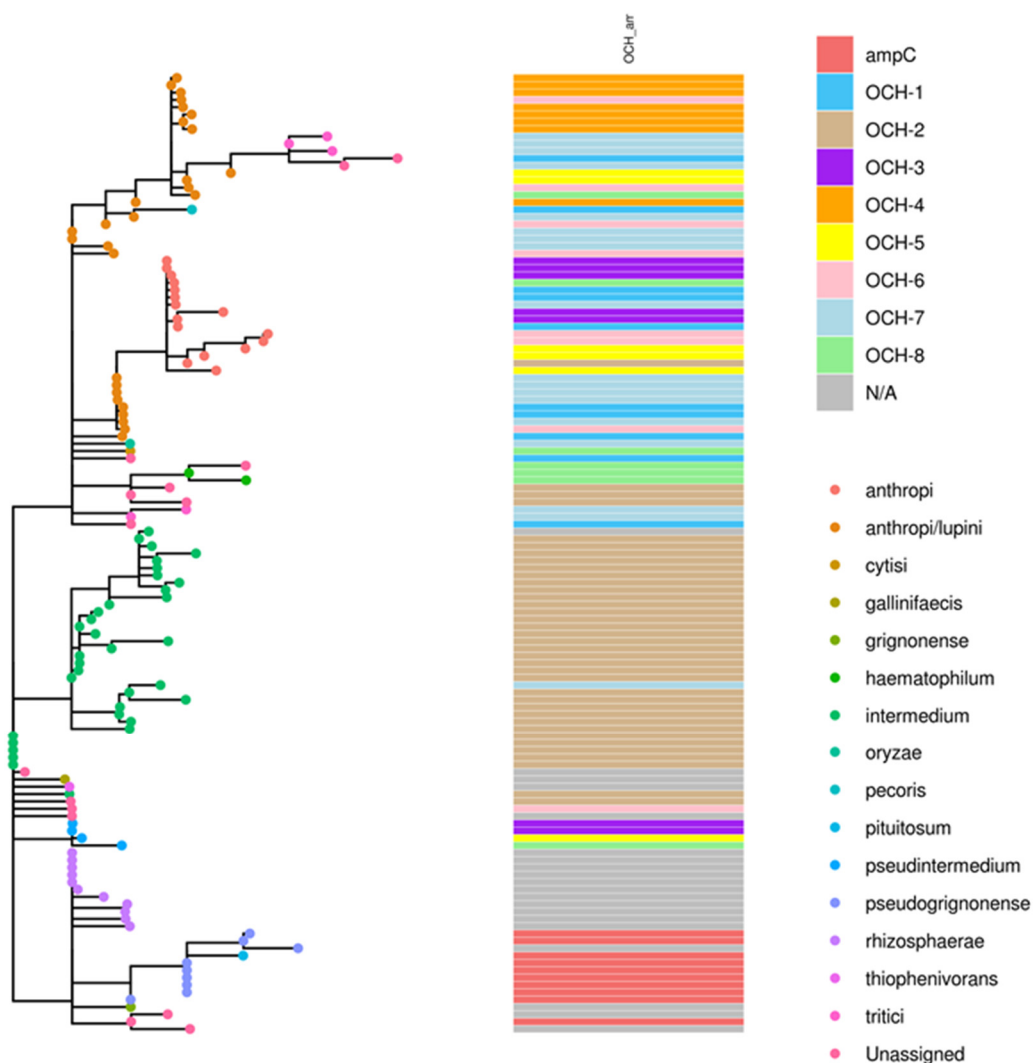 OCH_arr
ampC
OCH-1
OCH-2
OCH-3
OCH-4
OCH-5
OCH-6
OCH-7
OCH-8
N/A
anthropi
anthropi/lupini
cytisi
gallinifaecis
grignonense
haematophilum
intermedium
oryzae
pecoris
pituitosum
pseudintermedium
pseudogrignonense
rhizosphaerae
thiophenivorans
tritici
Unassigned